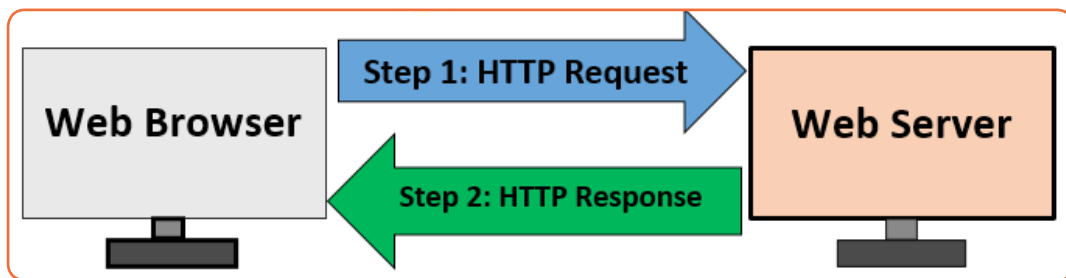 Web Browser
Step 1: HTTP Request
Web Server
Step 2: HTTP Response